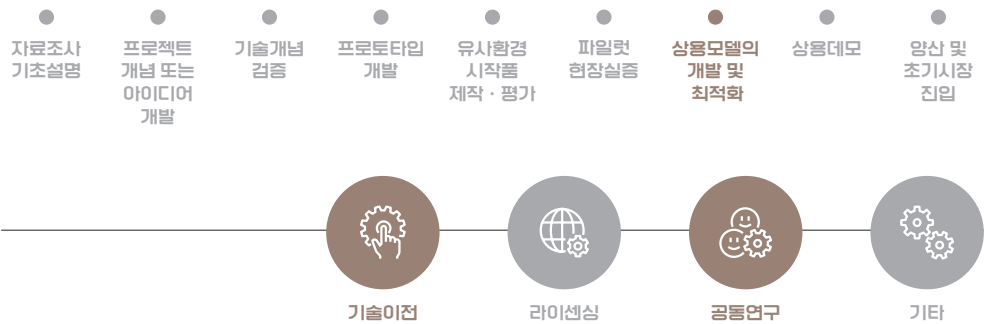 자료조사
기초설명
프로젝트
개념 또는
아이디어
개발
기술개념
검증
프로토타입
개발
유사환경
시작품
제작 · 평가
파일럿
현장실증
상용모델의
개발 및
최적화
상용데모
양산 및
초기시장
진입
기술이전
라이센싱
공동연구
기타